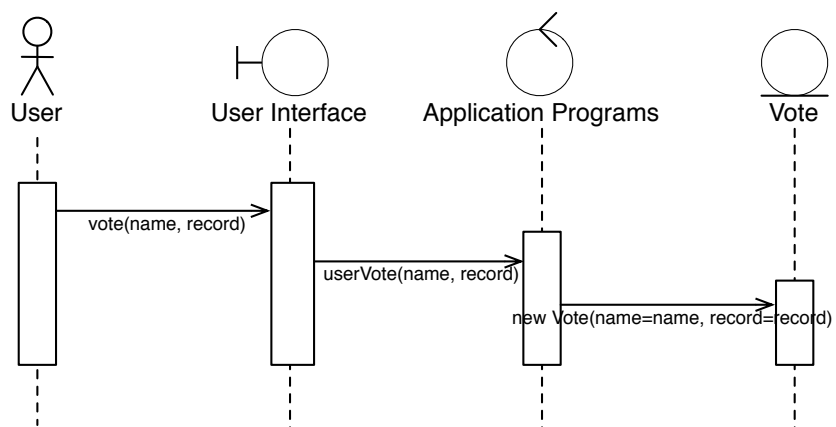 User
User Interface
Application Programs
Vote
vote(name, record)
userVote(name, record)
new Vote(name=name, record=record)